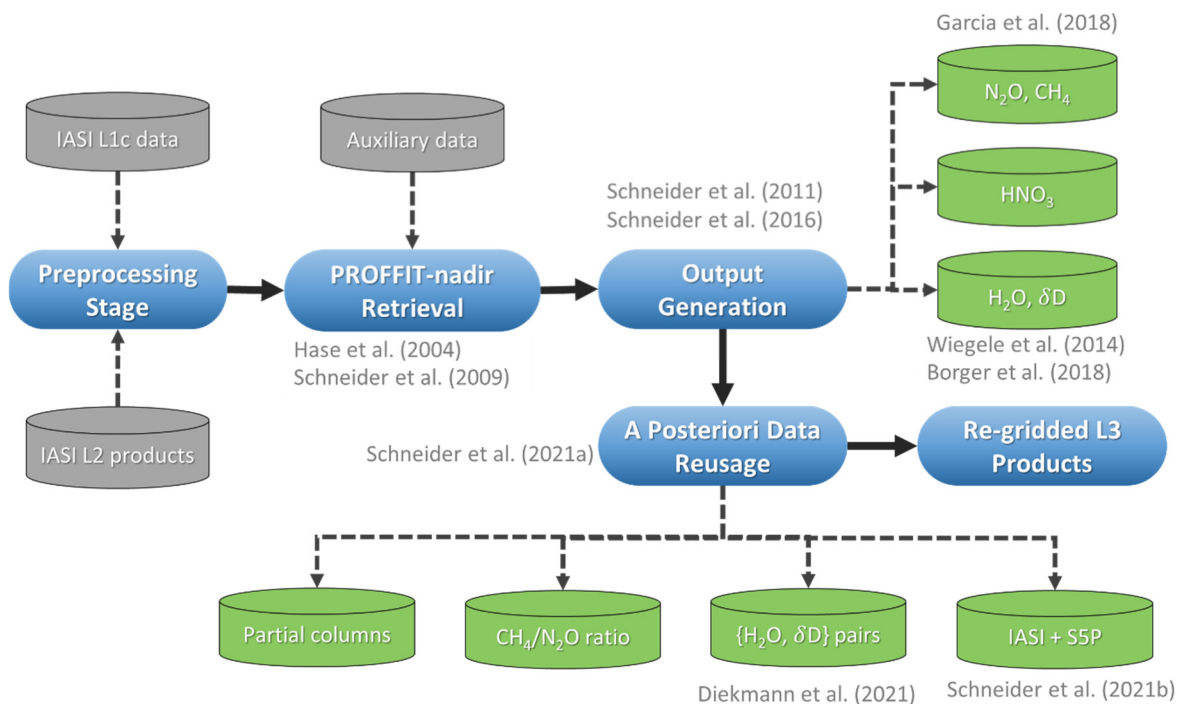 Garcia et al. (2018)
N₂O, CH₄
IASI L1c data
Auxiliary data
HNO₃
Schneider et al. (2011)
Schneider et al. (2016)
Preprocessing
Stage
PROFFIT-nadir
Retrieval
Output
Generation
H₂O, δD
Hase et al. (2004)
Schneider et al. (2009)
Wiegele et al. (2014)
Borger et al. (2018)
IASI L2 products
Schneider et al. (2021a)
A Posteriori Data
Reusage
Re-gridded L3
Products
Partial columns
CH₄/N₂O ratio
{H₂O, δD} pairs
IASI + S5P
Diekmann et al. (2021)
Schneider et al. (2021b)